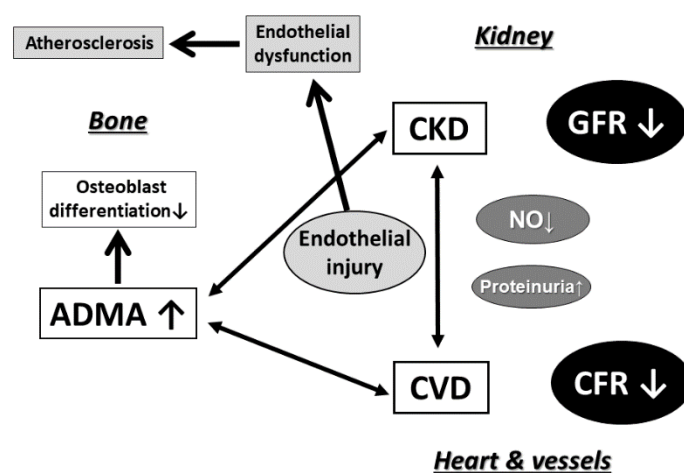 Kidney
Atherosclerosis
Endothelial
dysfunction
Bone
CKD
GFR ↓
Osteoblast
differentiation↓
NO↓
Endothelial
injury
Proteinuria↑
ADMA ↑
CVD
CFR ↓
Heart & vessels